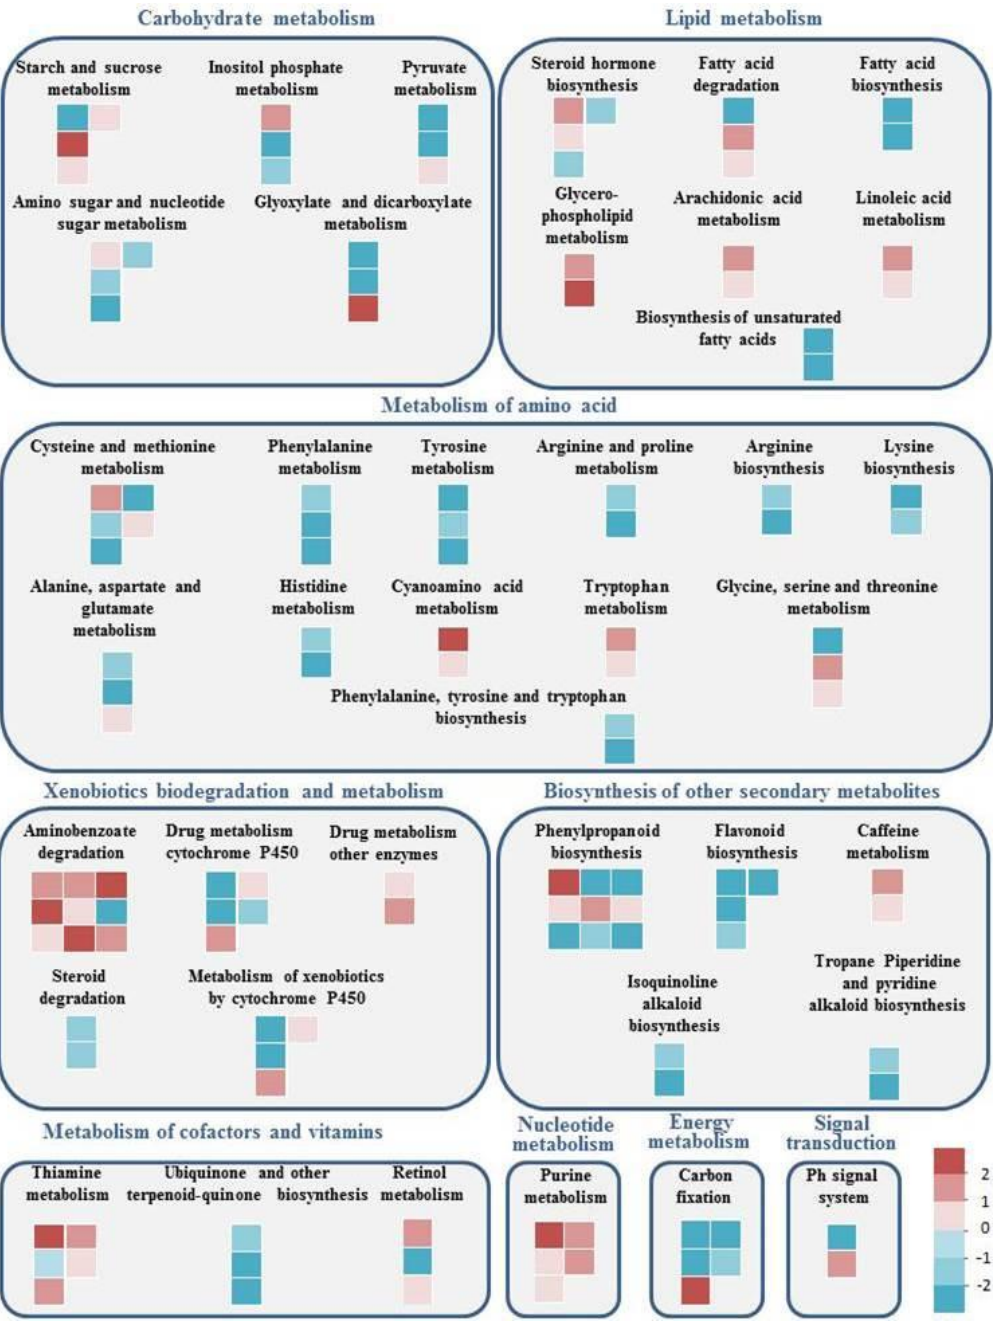 Carbohydrate metabolism
Starch and sucrose
metabolism
Inositol phosphate
metabolism
Pyruvate
metabolism
Amino sugar and nucleotide
sugar metabolism
Glyoxylate and dicarboxylate
metabolism
Lipid metabolism
Steroid hormone
biosynthesis
Fatty acid
degradation
Fatty acid
biosynthesis
Glycero-
phospholipid
metabolism
Arachidonic acid
metabolism
Linoleic acid
metabolism
Biosynthesis of unsaturated
fatty acids
Metabolism of amino acid
Cysteine and methionine
metabolism
Phenylalanine
metabolism
Tyrosine
metabolism
Arginine and proline
metabolism
Arginine
biosynthesis
Lysine
biosynthesis
Alanine, aspartate and
glutamate
metabolism
Histidine
metabolism
Cyanoamino acid
metabolism
Tryptophan
metabolism
Glycine, serine and threonine
metabolism
Phenylalanine, tyrosine and tryptophan
biosynthesis
Xenobiotics biodegradation and metabolism
Aminobenzoate
degradation
Drug metabolism
cytochrome P450
Drug metabolism
other enzymes
Steroid
degradation
Metabolism of xenobiotics
by cytochrome P450
Biosynthesis of other secondary metabolites
Phenylpropanoid
biosynthesis
Flavonoid
biosynthesis
Caffeine
metabolism
Isoquinoline
alkaloid
biosynthesis
Tropane Piperidine
and pyridine
alkaloid biosynthesis
Metabolism of cofactors and vitamins
Thiamine
metabolism
Ubiquinone and other
terpenoid-quinone biosynthesis
Retinol
metabolism
Nucleotide
metabolism
Purine
metabolism
Energy
metabolism
Carbon
fixation
Signal
transduction
Ph signal
system
2
1
0
-1
-2